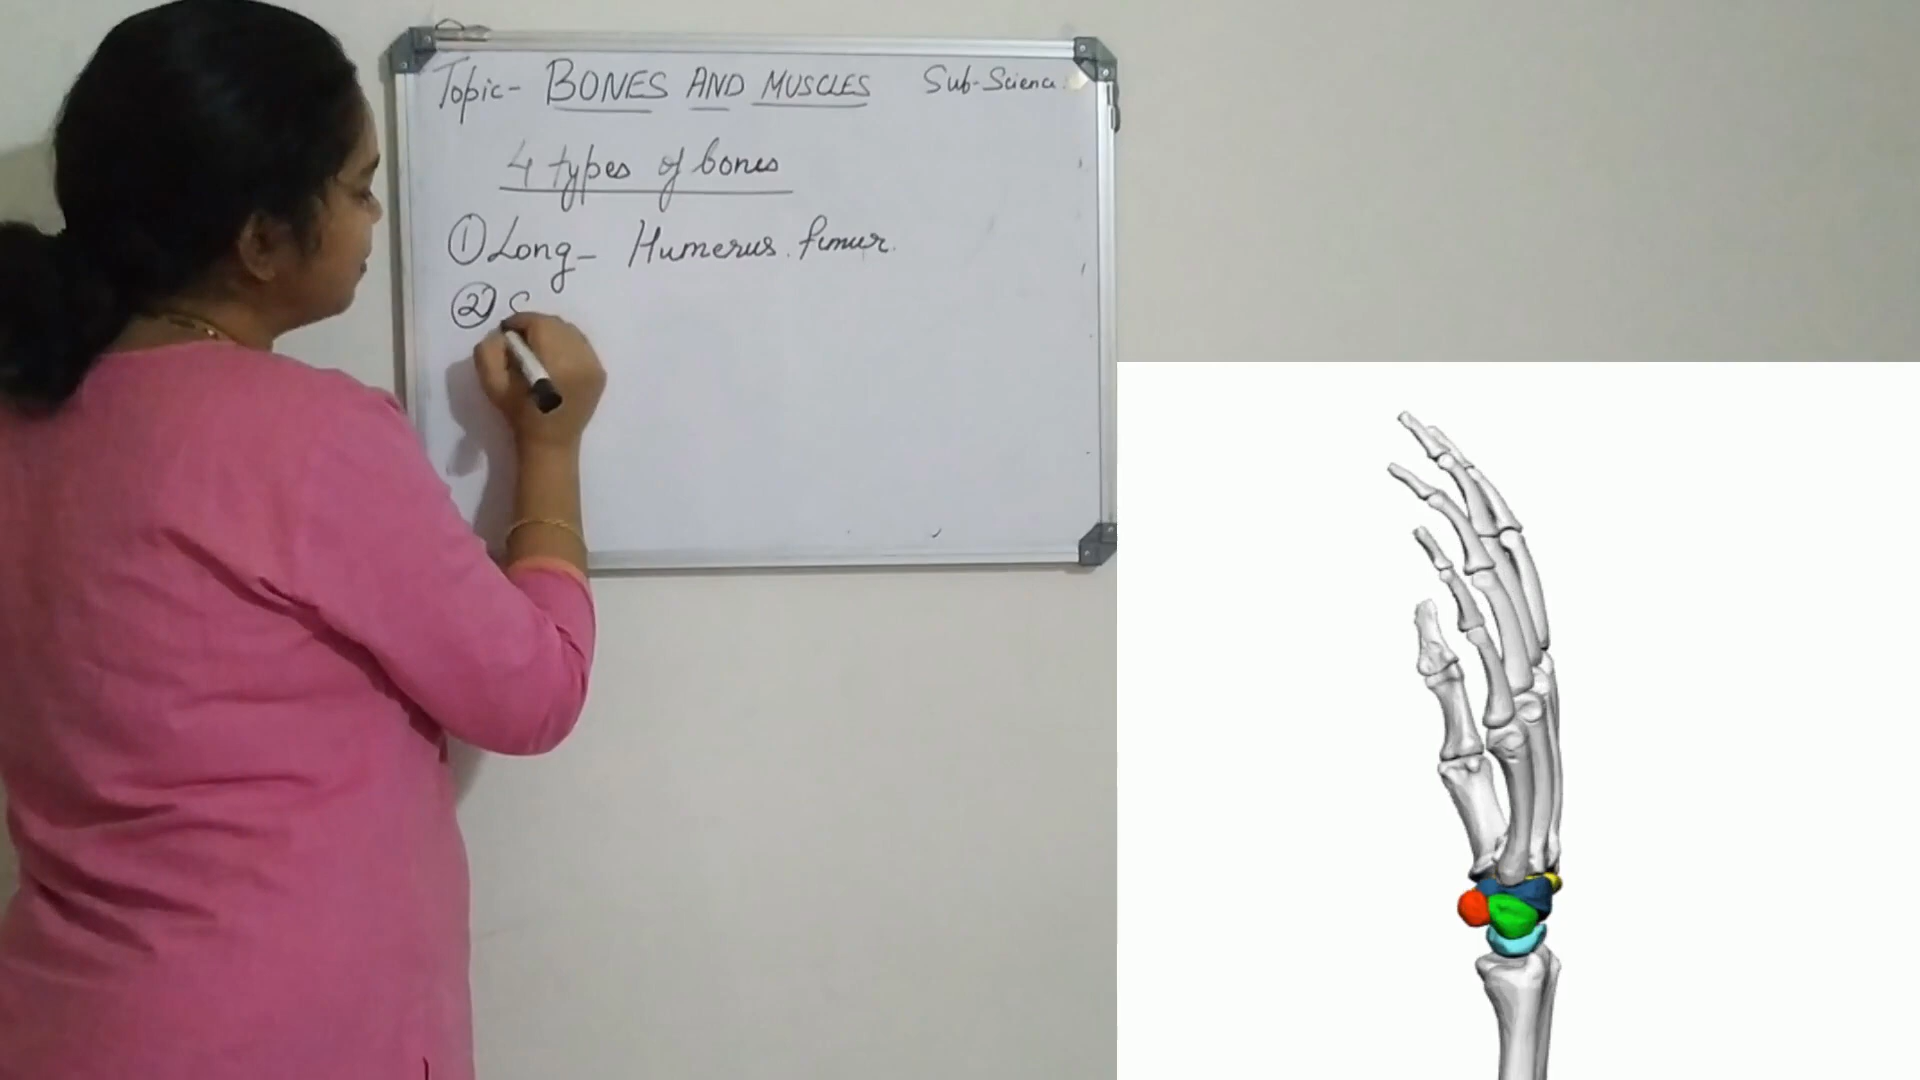 Topic- BONES AND MUSCLES Sub-Science.
4 types of bones
① Long- Humerus. femur.
② S